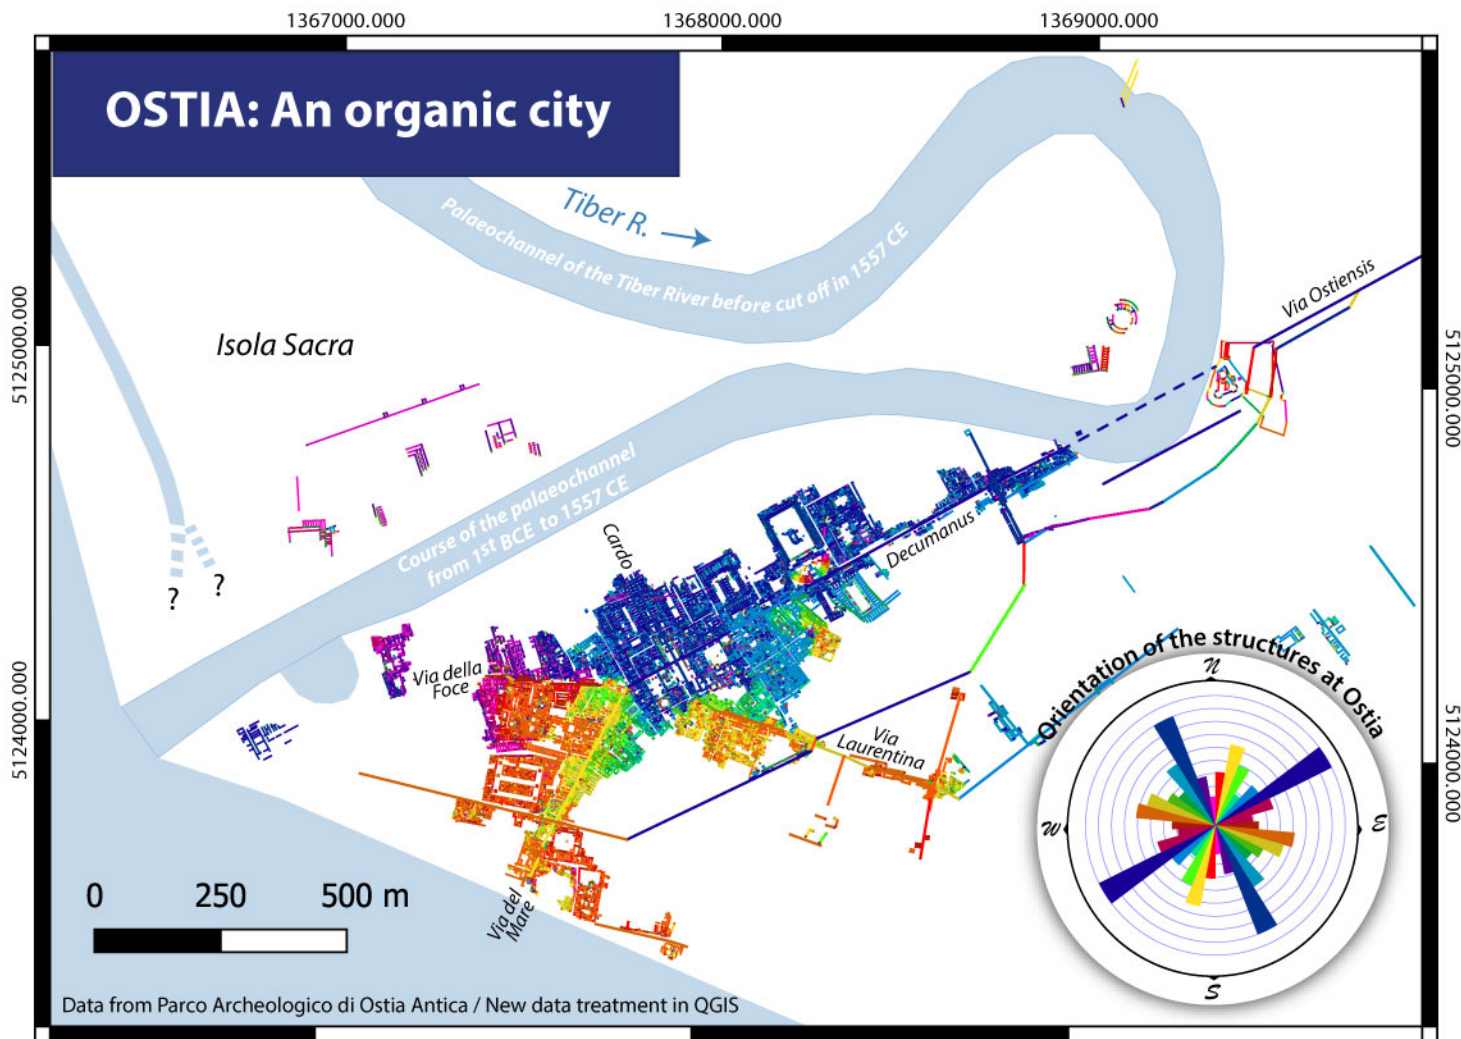 1367000.000
1368000.000
1369000.000
OSTIA: An organic city
Tiber R.
Palaeochannel of the Tiber River before cut off in 1557 CE
Via Ostiensis
Isola Sacra
5125000.000
5125000.000
Course of the palaeochannel
from 1st BCE to 1557 CE
Cardo
Decumanus
?
?
Via della
Foce
Via
Laurentina
Orientation of the structures at Ostia
N
W
E
S
5124000.000
5124000.000
0 250 500 m
Via del
Mare
Data from Parco Archeologico di Ostia Antica / New data treatment in QGIS